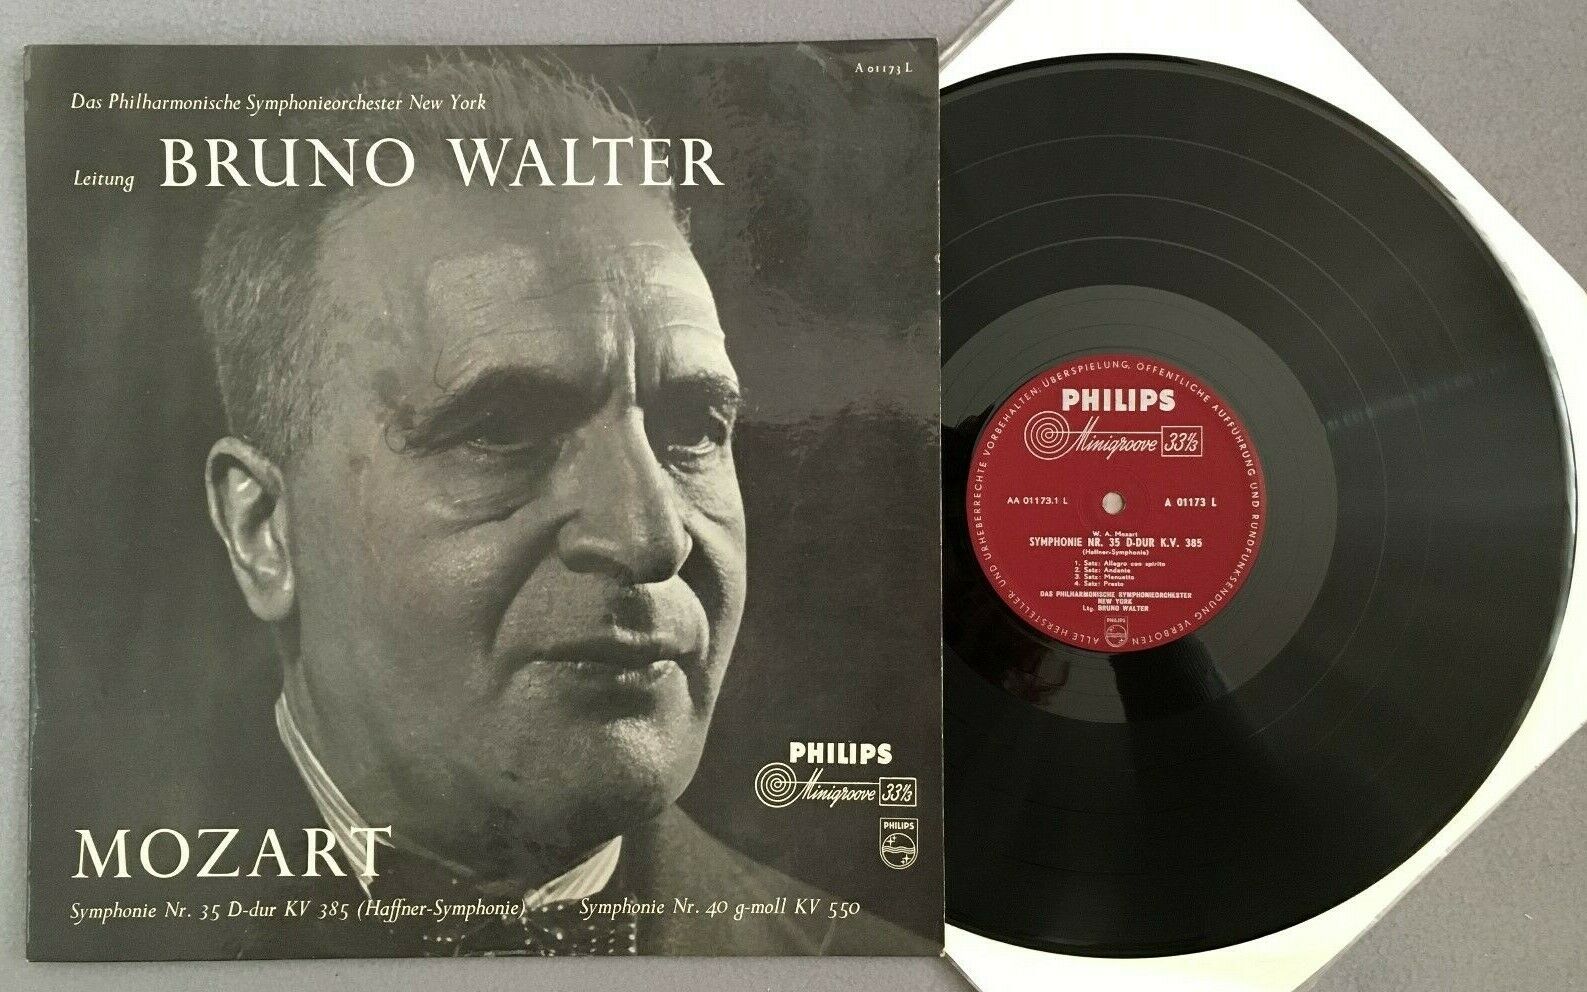 A 01173 L
Das Philharmonische Symphonieorchester New York
Leitung BRUNO WALTER
PHILIPS
Minigroove 33⅓
PHILIPS
MOZART
Symphonie Nr. 35 D-dur KV 385 (Haffner-Symphonie) Symphonie Nr. 40 g-moll KV 550
ALLE HERSTELLER- UND URHEBERRECHTE VORBEHALTEN; ÜBERSPIELUNG, ÖFFENTLICHE AUFFÜHRUNG UND RUNDFUNKSENDUNG VERBOTEN
PHILIPS
Minigroove 33⅓
AA 01173.1 L A 01173 L
W. A. Mozart
SYMPHONIE NR. 35 D-DUR K.V. 385
(Haffner-Symphonie)
1. Satz: Allegro con spirito
2. Satz: Andante
3. Satz: Menuetto
4. Satz: Presto
DAS PHILHARMONISCHE SYMPHONIEORCHESTER
NEW YORK
Ltg. BRUNO WALTER
PHILIPS